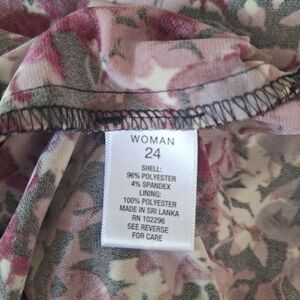 WOMAN
24
SHELL:
96% POLYESTER
4% SPANDEX
LINING:
100% POLYESTER
MADE IN SRI LANKA
RN 102296
SEE REVERSE
FOR CARE